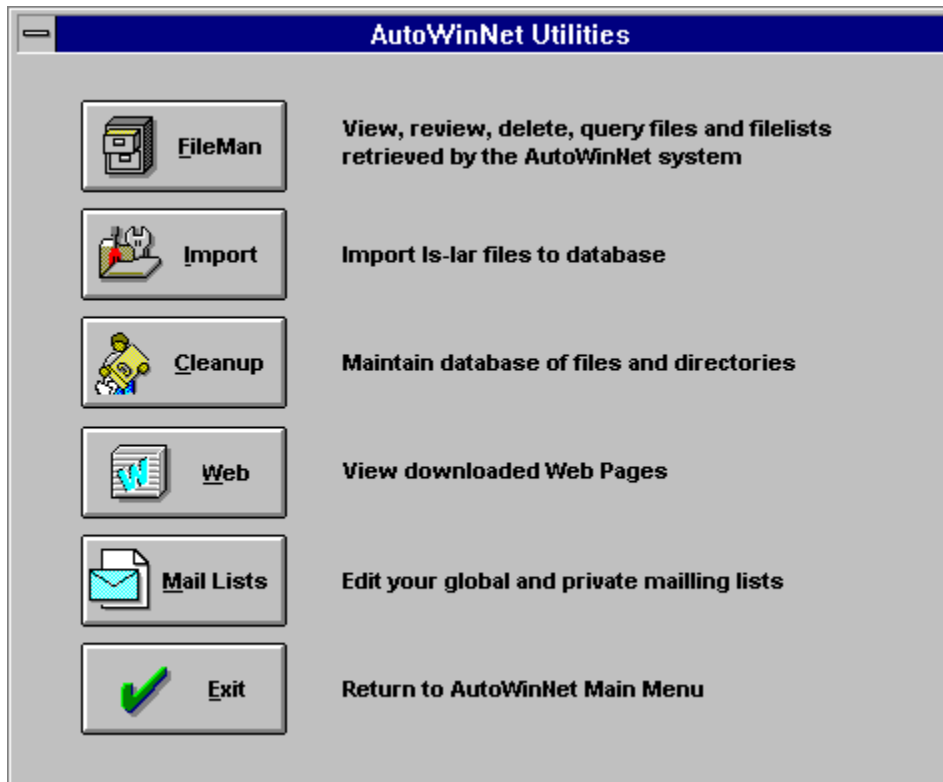 AutoWinNet Utilities
FileMan
View, review, delete, query files and filelists
retrieved by the AutoWinNet system
Import
Import ls-lar files to database
Cleanup
Maintain database of files and directories
Web
View downloaded Web Pages
Mail Lists
Edit your global and private mailling lists
Exit
Return to AutoWinNet Main Menu